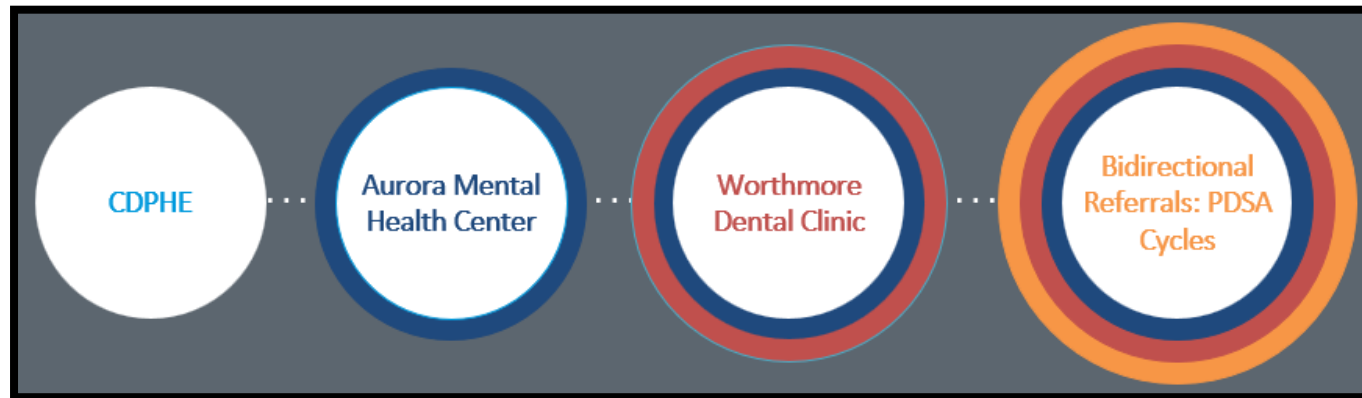 CDPHE
Aurora Mental
Health Center
Worthmore
Dental Clinic
Bidirectional
Referrals: PDSA
Cycles